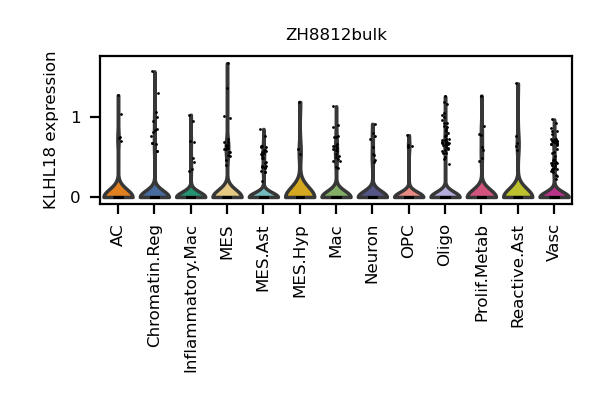 ZH8812bulk
KLHL18 expression
1
0
AC
Chromatin.Reg
Inflammatory.Mac
MES
MES.Ast
MES.Hyp
Mac
Neuron
OPC
Oligo
Prolif.Metab
Reactive.Ast
Vasc